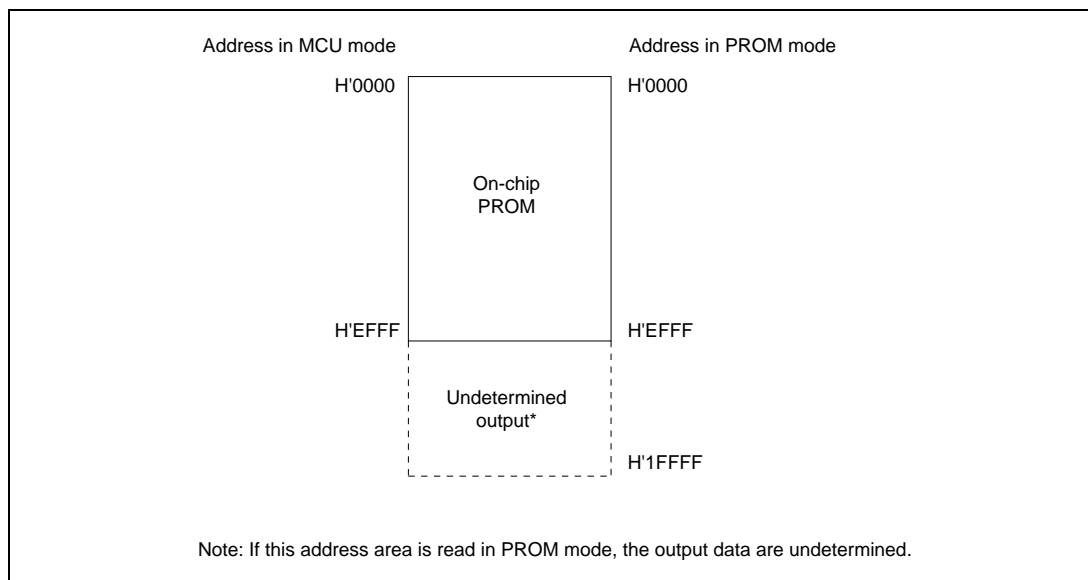 Address in MCU mode
Address in PROM mode
H'0000
H'0000
On-chip
PROM
H'EFFF
H'EFFF
Undetermined
output*
H'1FFFF
Note: If this address area is read in PROM mode, the output data are undetermined.